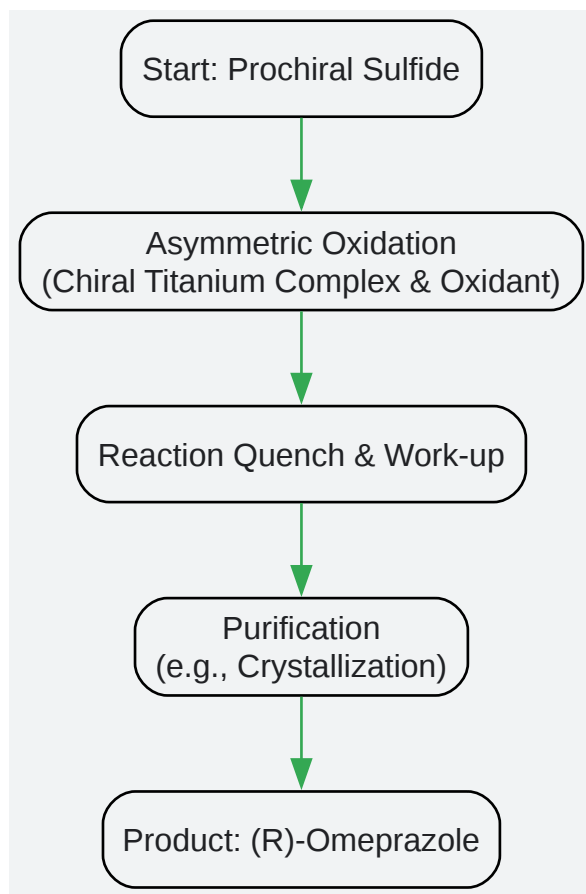 Start: Prochiral Sulfide
Asymmetric Oxidation
(Chiral Titanium Complex & Oxidant)
Reaction Quench & Work-up
Purification
(e.g., Crystallization)
Product: (R)-Omeprazole